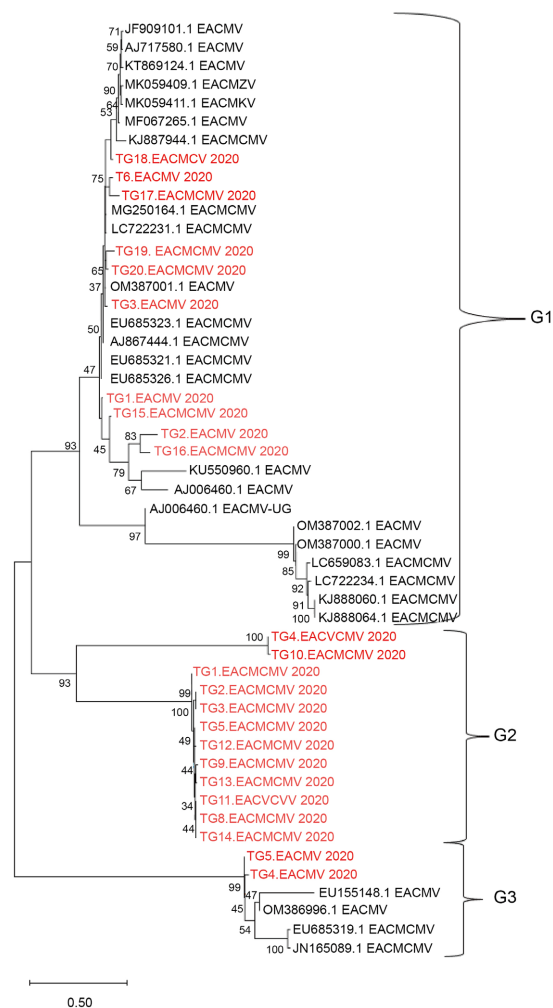 71 JF909101.1 EACMV
59 AJ717580.1 EACMV
70 KT869124.1 EACMV
MK059409.1 EACMZV
90
64 MK059411.1 EACMKV
53 MF067265.1 EACMV
KJ887944.1 EACMCMV
TG18.EACMCV 2020
75 T6.EACMV 2020
TG17.EACMCMV 2020
MG250164.1 EACMCMV
LC722231.1 EACMCMV
TG19. EACMCMV 2020
65 TG20.EACMCMV 2020
37 OM387001.1 EACMV
TG3.EACMV 2020
G1
EU685323.1 EACMCMV
50
AJ867444.1 EACMCMV
EU685321.1 EACMCMV
47
EU685326.1 EACMCMV
TG1.EACMV 2020
TG15.EACMCMV 2020
83 TG2.EACMV 2020
93 45 TG16.EACMCMV 2020
79 KU550960.1 EACMV
67 AJ006460.1 EACMV
AJ006460.1 EACMV-UG
97 OM387002.1 EACMV
99 OM387000.1 EACMV
85 LC659083.1 EACMCMV
92 LC722234.1 EACMCMV
91 KJ888060.1 EACMCMV
100 KJ888064.1 EACMCMV
100 TG4.EACVCMV 2020
TG10.EACMCMV 2020
93 TG1.EACMCMV 2020
99 TG2.EACMCMV 2020
100 TG3.EACMCMV 2020
TG5.EACMCMV 2020
G2
49 TG12.EACMCMV 2020
44 TG9.EACMCMV 2020
TG13.EACMCMV 2020
34 TG11.EACVCVV 2020
TG8.EACMCMV 2020
44 TG14.EACMCMV 2020
TG5.EACMV 2020
99 TG4.EACMV 2020
47 EU155148.1 EACMV
G3
45 OM386996.1 EACMV
54 EU685319.1 EACMCMV
100 JN165089.1 EACMCMV
0.50